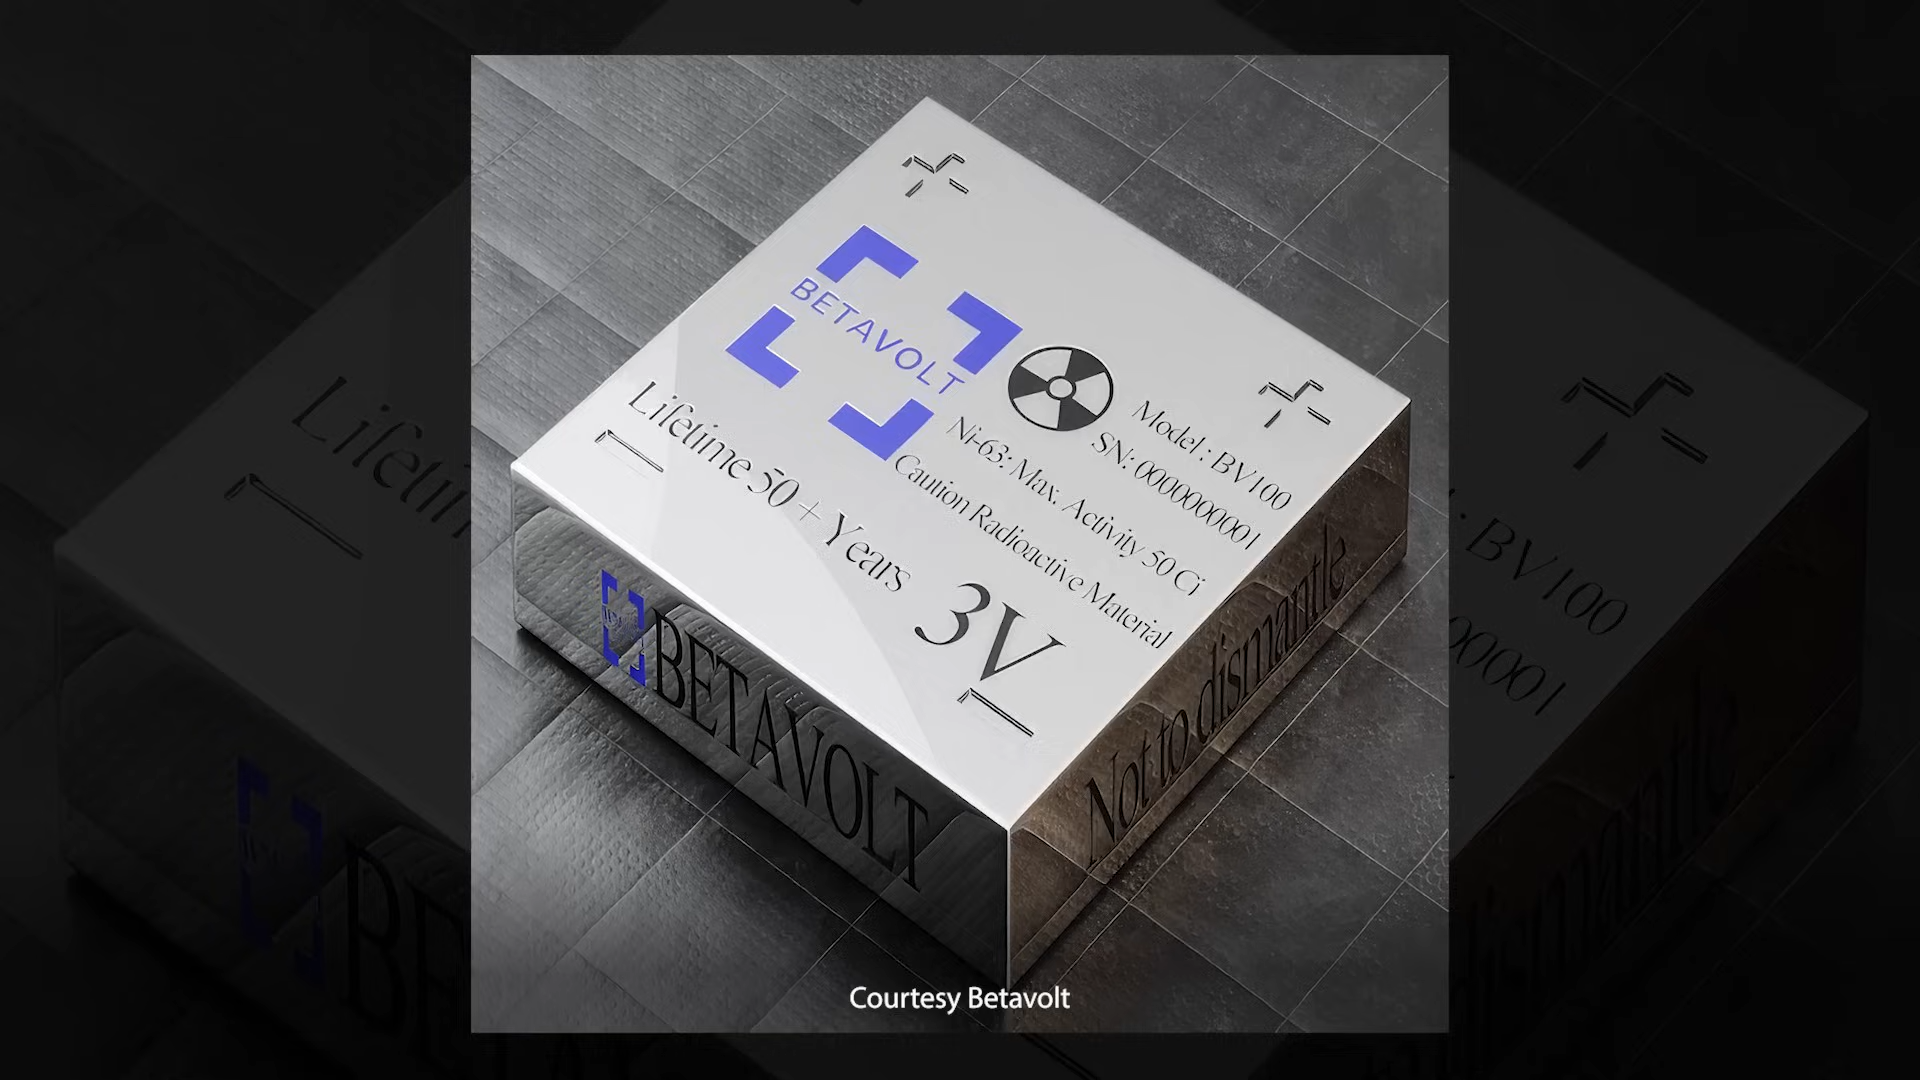 BETAVOLT
Model : BV100
SN: 0000000001
Ni-63: Max. Activity 50 Ci
Caution Radioactive Material
Lifetime 50 + Years
3V
BETAVOLT
Not to dismantle
Courtesy Betavolt